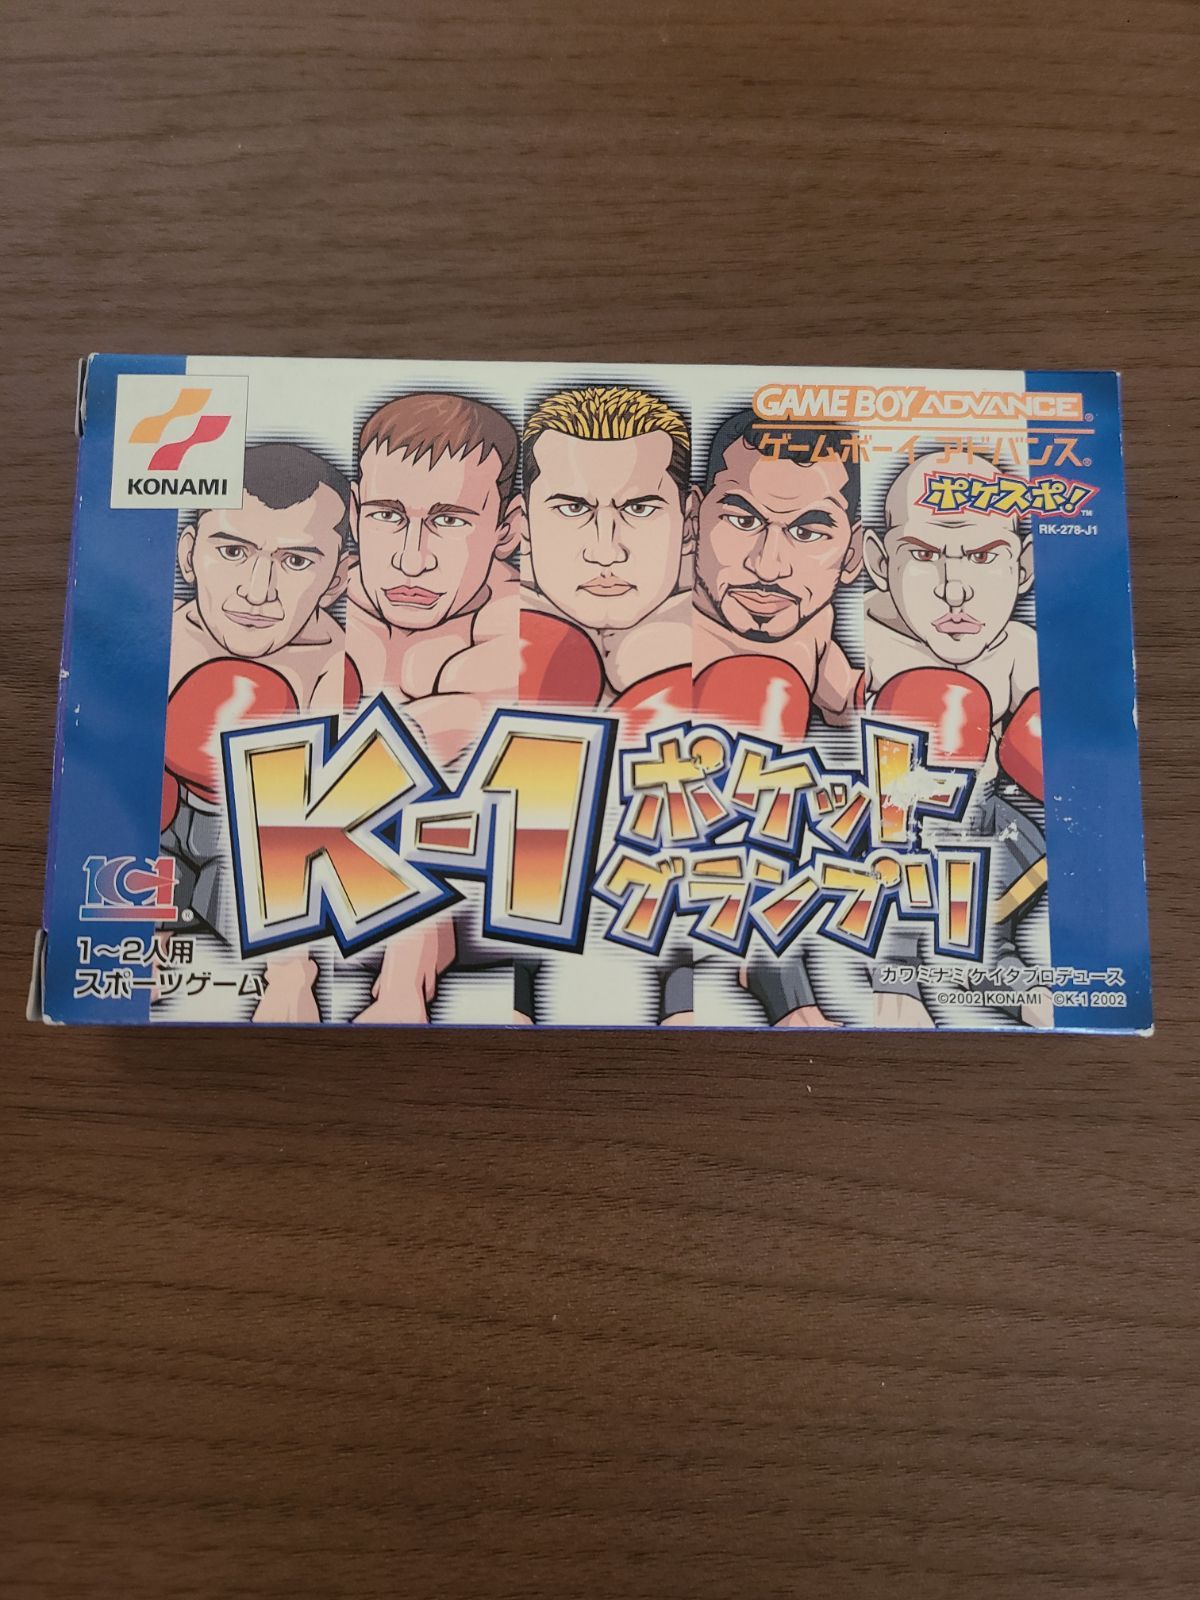 KONAMI
GAME BOY ADVANCE®
ゲームボーイ アドバンス®
ポケスポ!™
RK-278-J1
K-1 ポケット
グランプリ
K-1®
1~2人用
スポーツゲーム
カワミナミケイタプロデュース
©2002 KONAMI ©K-1 2002